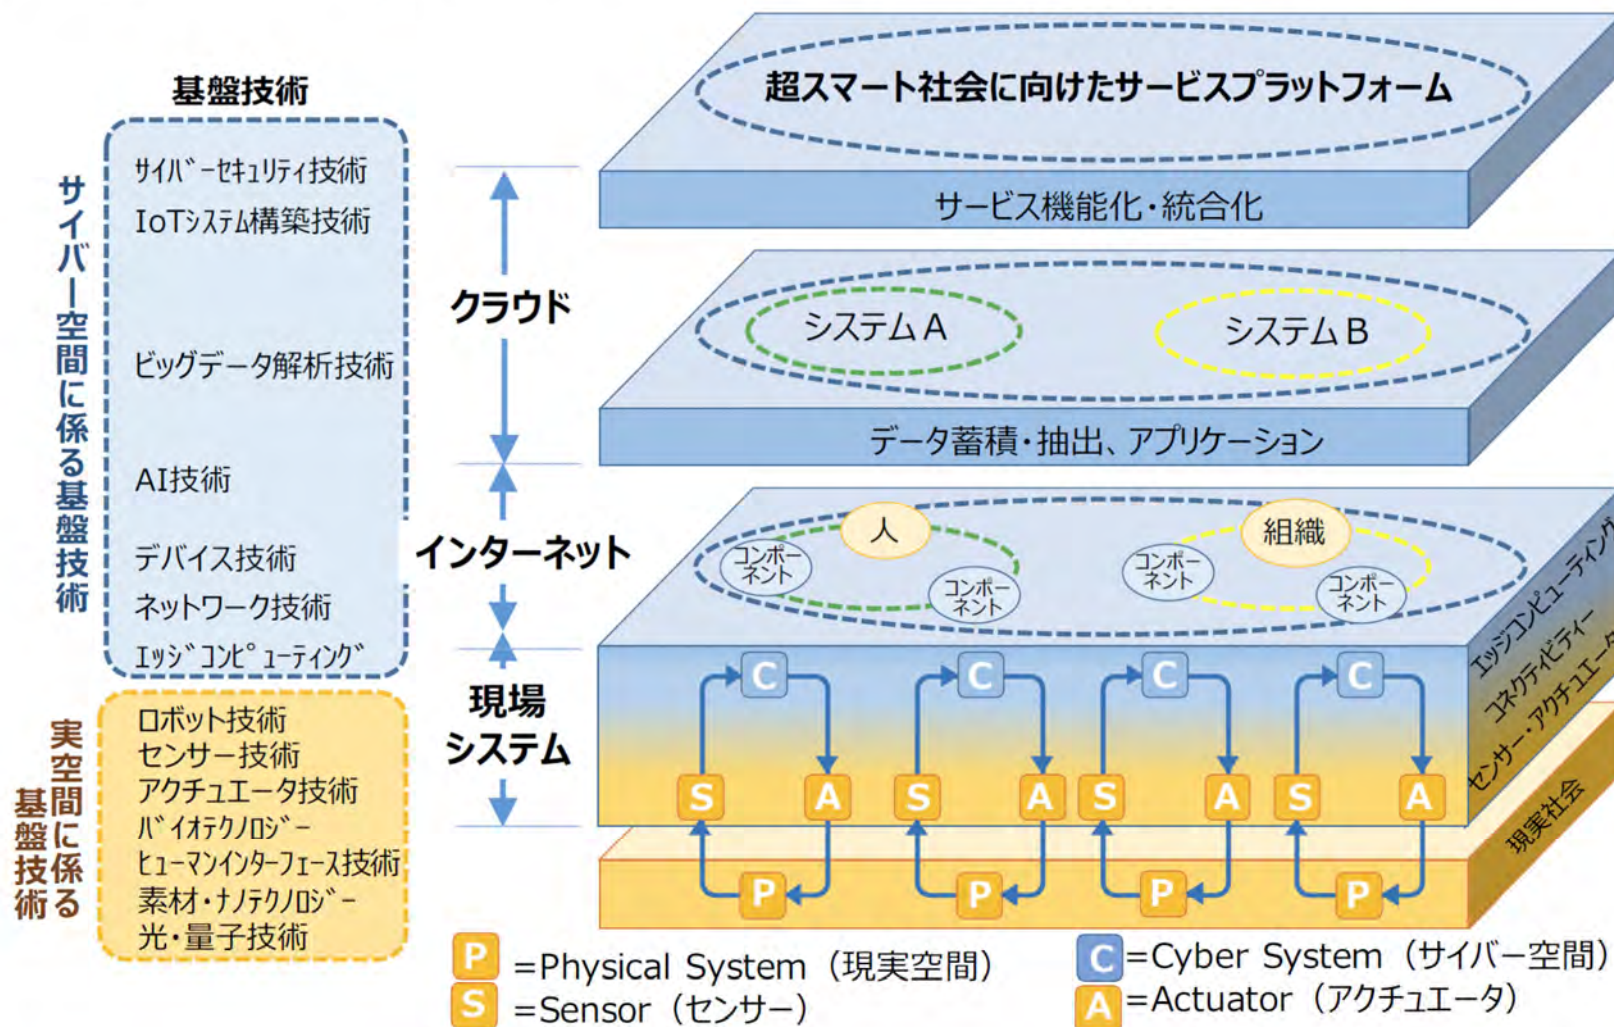 基盤技術
サイバー空間に係る基盤技術
サイバーセキュリティ技術
IoTシステム構築技術
ビッグデータ解析技術
AI技術
デバイス技術
ネットワーク技術
エッジコンピューティング
実空間に係る
基盤技術
ロボット技術
センサー技術
アクチュエータ技術
バイオテクノロジー
ヒューマンインターフェース技術
素材・ナノテクノロジー
光・量子技術
クラウド
インターネット
現場
システム
超スマート社会に向けたサービスプラットフォーム
サービス機能化・統合化
システムA
システムB
データ蓄積・抽出、アプリケーション
人
組織
コンポー
ネント
コンポー
ネント
コンポー
ネント
コンポー
ネント
エッジコンピューティング
コネクティビティー
センサー・アクチュエータ
現実社会
C
C
C
C
S
A
S
A
S
A
S
A
P
P
P
P
P =Physical System（現実空間）
C =Cyber System（サイバー空間）
S =Sensor（センサー）
A =Actuator（アクチュエータ）